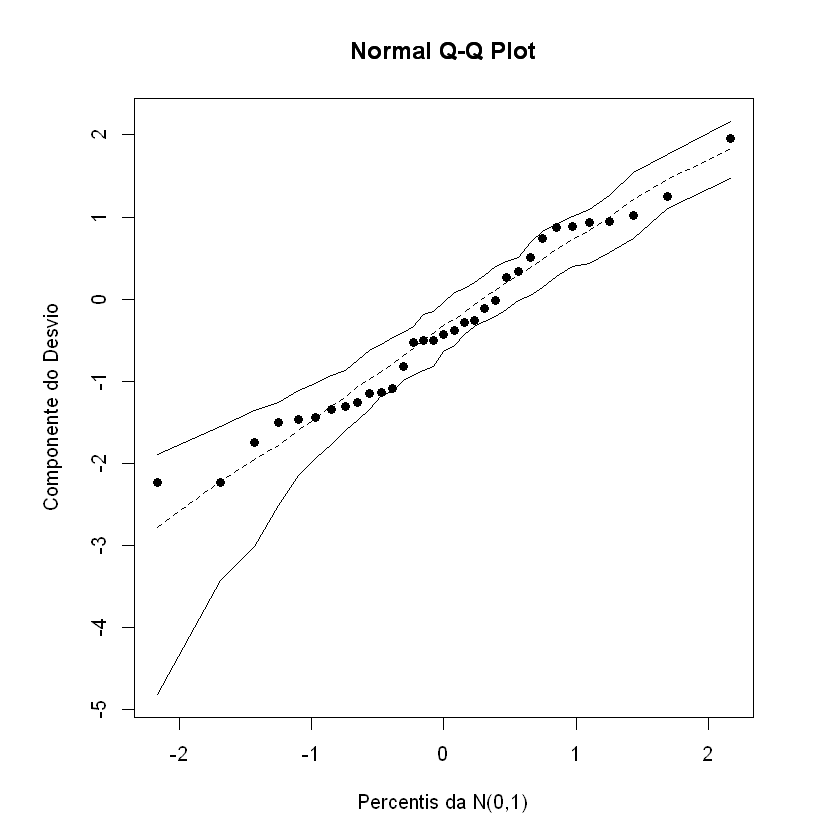 Normal Q-Q Plot
2
1
0
-1
-2
-3
-4
-5
Componente do Desvio
-2 -1 0 1 2
Percentis da N(0,1)